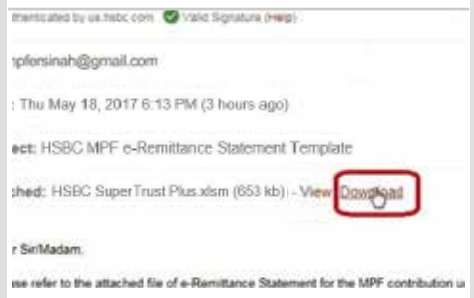 thenticated by us.hsbc.com Valid Signature (Help)
mpfersinah@gmail.com
: Thu May 18, 2017 6:13 PM (3 hours ago)
ect: HSBC MPF e-Remittance Statement Template
ched: HSBC SuperTrust Plus.xlsm (653 kb) - View Download
r Sir/Madam,
ase refer to the attached file of e-Remittance Statement for the MPF contribution u